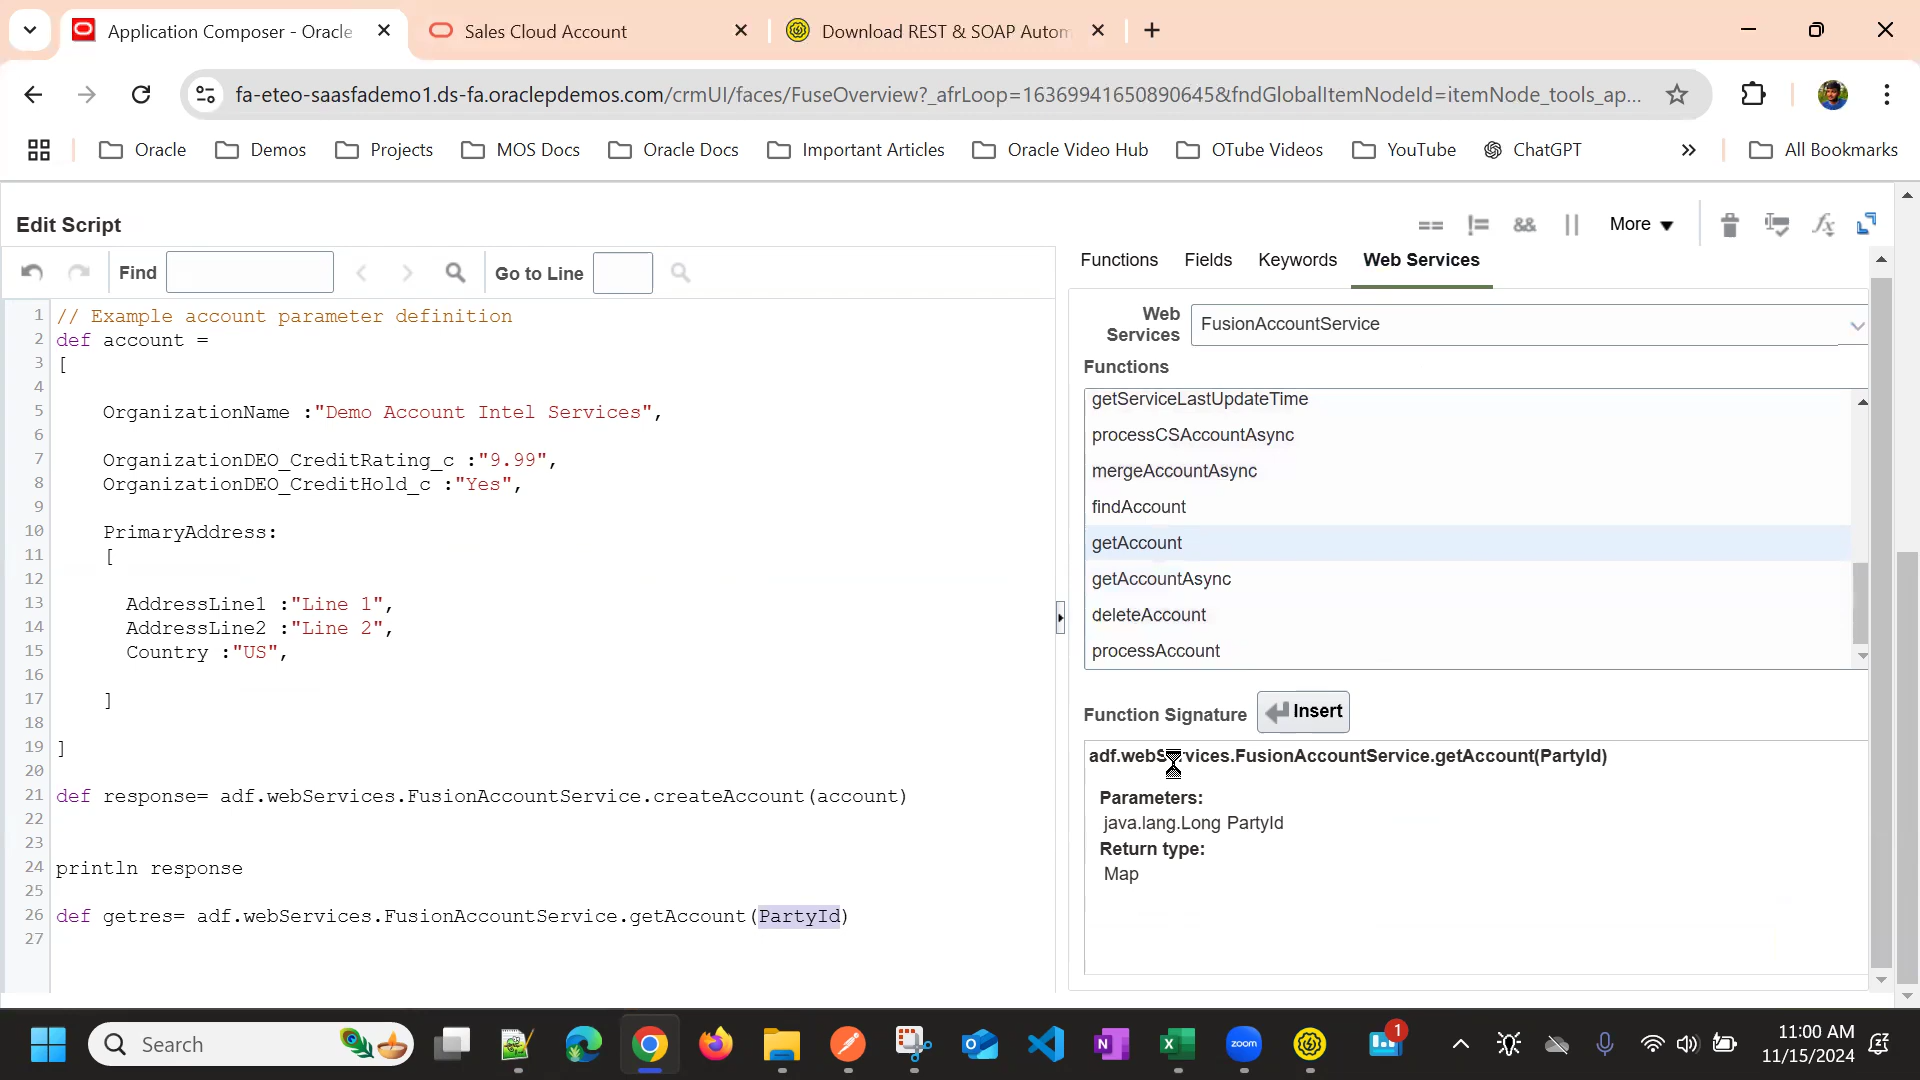 Application Composer - Oracle
Sales Cloud Account
Download REST & SOAP Autom
fa-eteo-saasfademo1.ds-fa.oraclepdemos.com/crmUI/faces/FuseOverview?_afrLoop=16369941650890645&fndGlobalItemNodeId=itemNode_tools_ap...
Oracle
Demos
Projects
MOS Docs
Oracle Docs
Important Articles
Oracle Video Hub
OTube Videos
YouTube
ChatGPT
»
All Bookmarks
Edit Script
== != && || More
Find
Go to Line
Functions Fields Keywords Web Services
1 // Example account parameter definition
2 def account =
3 [
4
5 OrganizationName :"Demo Account Intel Services",
6
7 OrganizationDEO_CreditRating_c :"9.99",
8 OrganizationDEO_CreditHold_c :"Yes",
9
10 PrimaryAddress:
11 [
12
13 AddressLine1 :"Line 1",
14 AddressLine2 :"Line 2",
15 Country :"US",
16
17 ]
18
19 ]
20
21 def response= adf.webServices.FusionAccountService.createAccount(account)
22
23
24 println response
25
26 def getres= adf.webServices.FusionAccountService.getAccount(PartyId)
27
Web
Services
FusionAccountService
Functions
getServiceLastUpdateTime
processCSAccountAsync
mergeAccountAsync
findAccount
getAccount
getAccountAsync
deleteAccount
processAccount
Function Signature
Insert
adf.webServices.FusionAccountService.getAccount(PartyId)
Parameters:
java.lang.Long PartyId
Return type:
Map
Search
zoom
1
11:00 AM
11/15/2024